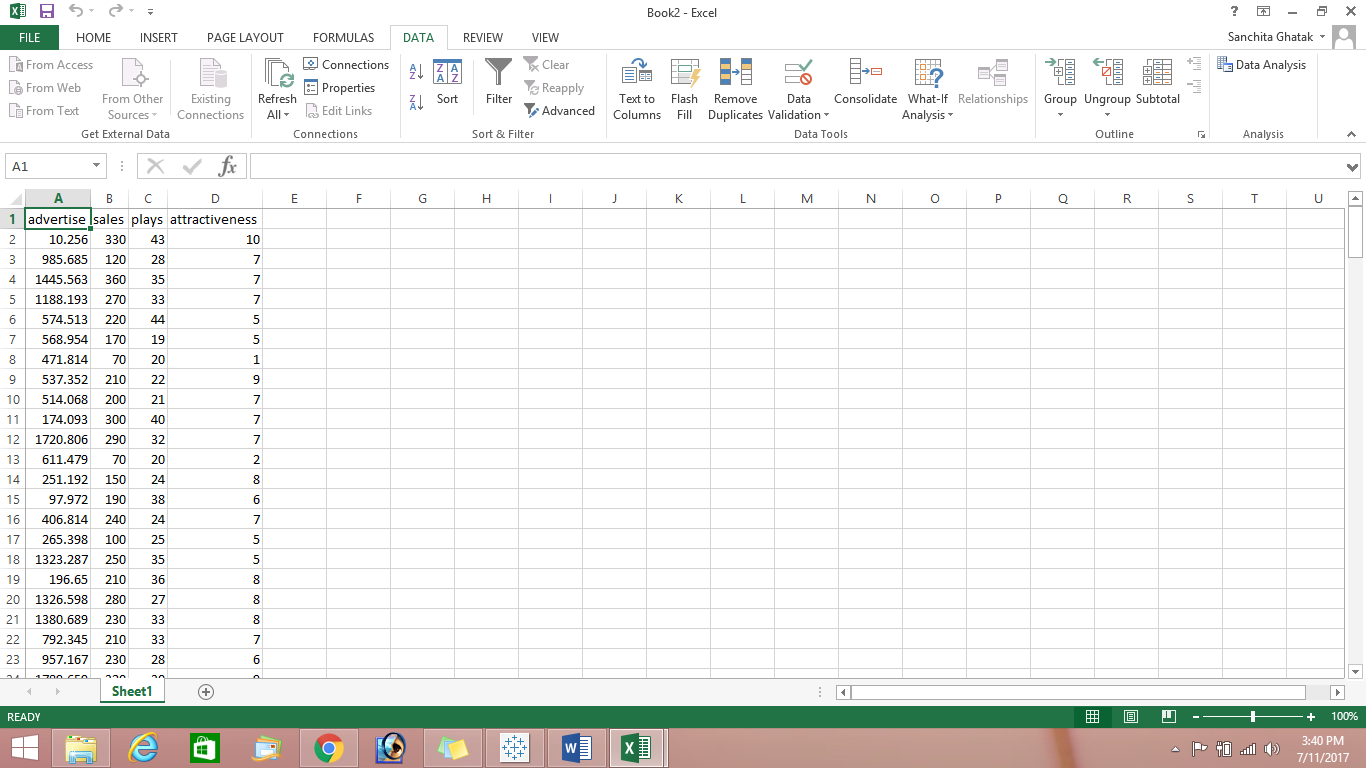 Book2 - Excel
FILE HOME INSERT PAGE LAYOUT FORMULAS DATA REVIEW VIEW Sanchita Ghatak
From Access
From Web
From Text
From Other Sources
Existing Connections
Get External Data
Refresh All
Connections
Properties
Edit Links
Connections
Sort
Filter
Clear
Reapply
Advanced
Sort & Filter
Text to Columns
Flash Fill
Remove Duplicates
Data Validation
Consolidate
What-If Analysis
Relationships
Data Tools
Group
Ungroup
Subtotal
Outline
Data Analysis
Analysis
A1 fx
A B C D E F G H I J K L M N O P Q R S T U
1 advertise sales plays attractiveness
2 10.256 330 43 10
3 985.685 120 28 7
4 1445.563 360 35 7
5 1188.193 270 33 7
6 574.513 220 44 5
7 568.954 170 19 5
8 471.814 70 20 1
9 537.352 210 22 9
10 514.068 200 21 7
11 174.093 300 40 7
12 1720.806 290 32 7
13 611.479 70 20 2
14 251.192 150 24 8
15 97.972 190 38 6
16 406.814 240 24 7
17 265.398 100 25 5
18 1323.287 250 35 5
19 196.65 210 36 8
20 1326.598 280 27 8
21 1380.689 230 33 8
22 792.345 210 33 7
23 957.167 230 28 6
Sheet1
READY 100%
3:40 PM
7/11/2017